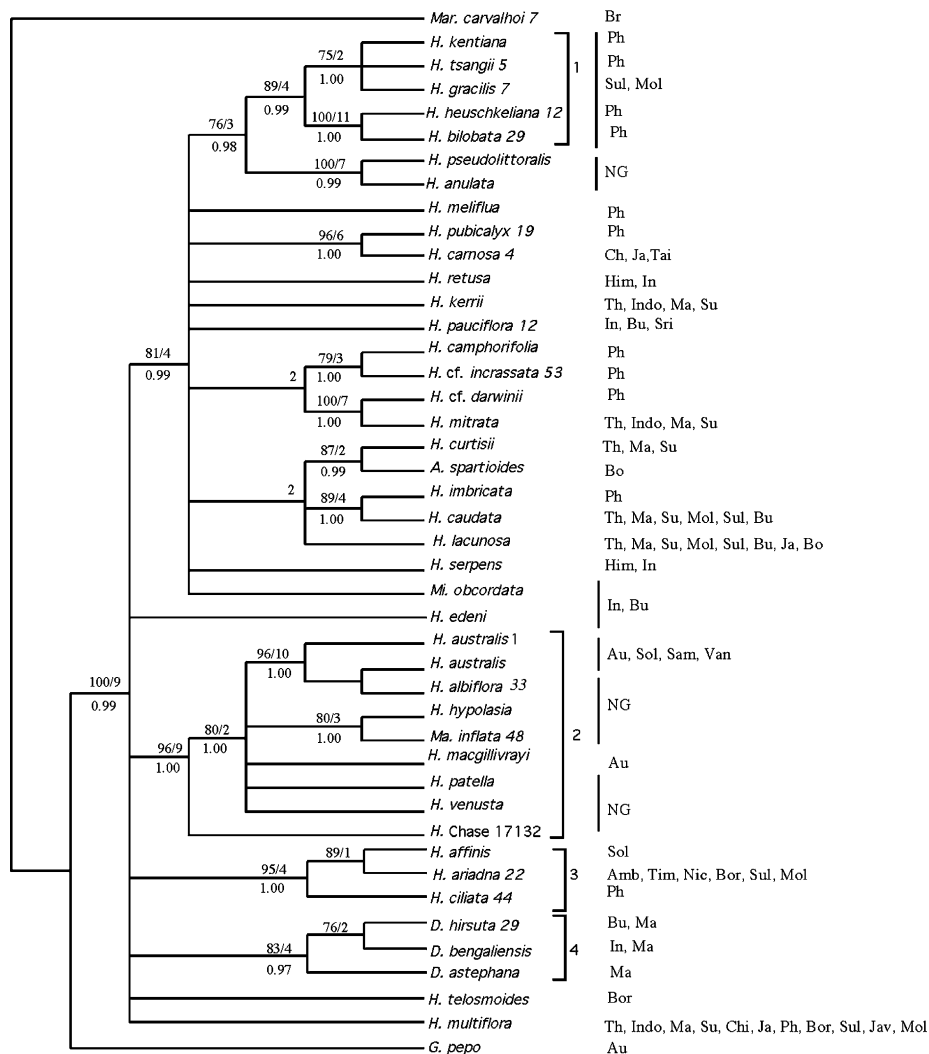 Mar. carvalhoi 7 Br
H. kentiana Ph
75/2
H. tsangii 5 Ph
1
1.00
89/4
H. gracilis 7 Sul, Mol
0.99
100/11
H. heuschkeliana 12 Ph
76/3
1.00
H. bilobata 29 Ph
0.98
100/7
H. pseudolittoralis
NG
0.99
H. anulata
H. meliflua Ph
96/6
H. pubicalyx 19 Ph
1.00
H. carnosa 4 Ch, Ja,Tai
H. retusa Him, In
H. kerrii Th, Indo, Ma, Su
H. pauciflora 12 In, Bu, Sri
81/4
H. camphorifolia Ph
79/3
0.99
2
1.00
H. cf. incrassata 53 Ph
100/7
H. cf. darwinii Ph
1.00
H. mitrata Th, Indo, Ma, Su
H. curtisii Th, Ma, Su
87/2
0.99
A. spartioides Bo
2
89/4
H. imbricata Ph
1.00
H. caudata Th, Ma, Su, Mol, Sul, Bu
H. lacunosa Th, Ma, Su, Mol, Sul, Bu, Ja, Bo
H. serpens Him, In
Mi. obcordata
In, Bu
H. edeni
H. australis 1
96/10
Au, Sol, Sam, Van
1.00
H. australis
H. albiflora 33
100/9
NG
0.99
80/3
H. hypolasia
80/2
2
1.00
1.00
Ma. inflata 48
96/9
1.00
H. macgillivrayi Au
H. patella
NG
H. venusta
H. Chase 17132
89/1
H. affinis Sol
95/4
H. ariadna 22 Amb, Tim, Nic, Bor, Sul, Mol
3
1.00
H. ciliata 44 Ph
76/2
D. hirsuta 29 Bu, Ma
83/4
D. bengaliensis In, Ma
4
0.97
D. astephana Ma
H. telosmoides Bor
H. multiflora Th, Indo, Ma, Su, Chi, Ja, Ph, Bor, Sul, Jav, Mol
G. pepo Au